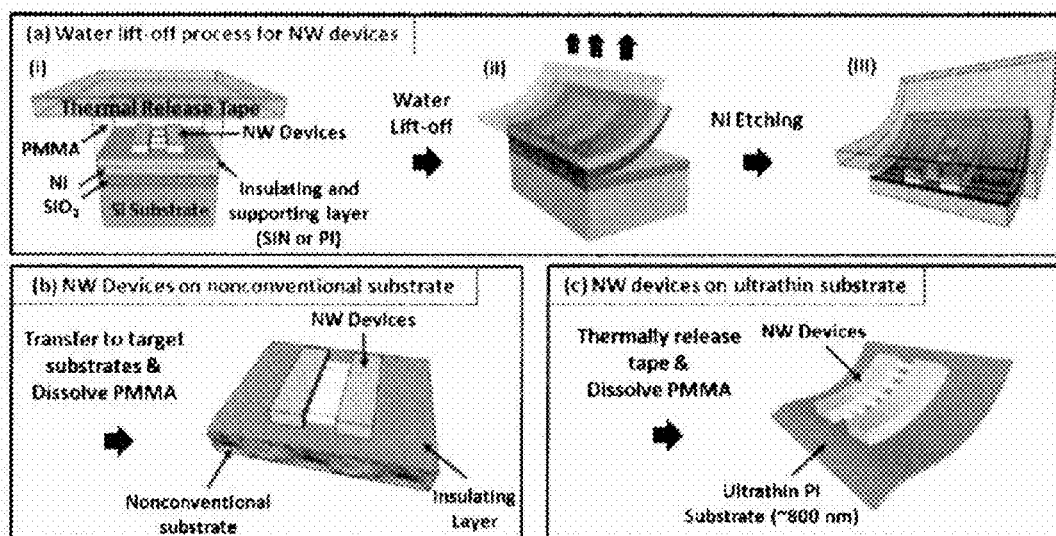 (a) Water lift-off process for NW devices
(i)
Thermal Release Tape
PMMA
NW Devices
Ni
SiO2
Si Substrate
Insulating and
supporting layer
(SiN or PI)
Water
Lift-off
(ii)
Ni Etching
(iii)
(b) NW Devices on nonconventional substrate
Transfer to target
substrates &
Dissolve PMMA
NW Devices
Nonconventional
substrate
Insulating
Layer
(c) NW devices on ultrathin substrate
Thermally release
tape &
Dissolve PMMA
NW Devices
Ultrathin PI
Substrate (~800 nm)